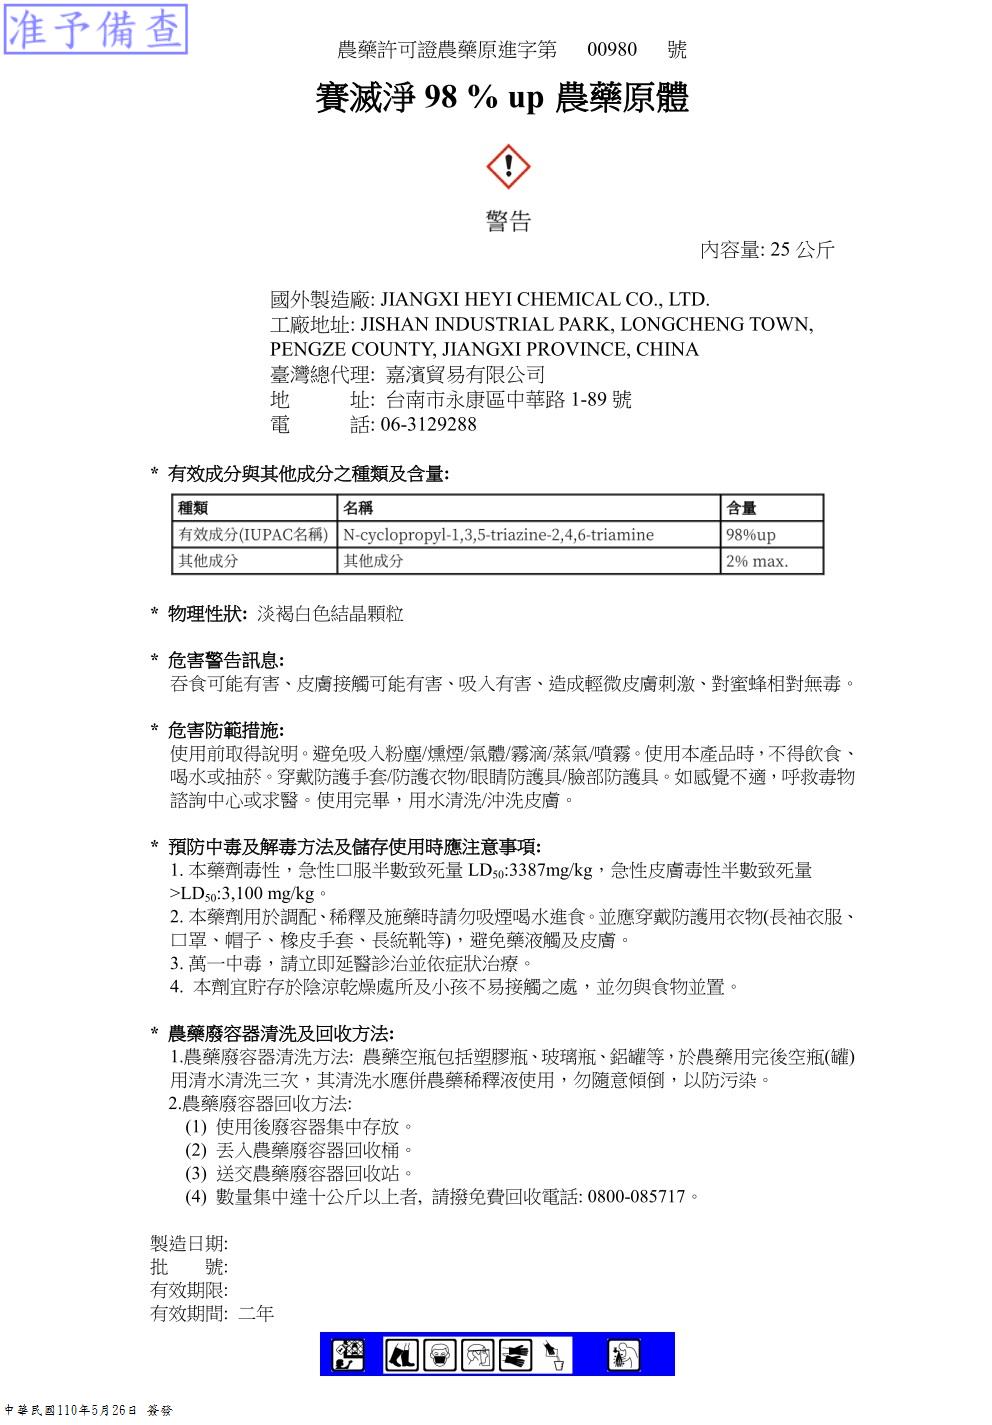 准予備查
農藥許可證農藥原進字第 00980 號
賽滅淨 98 % up 農藥原體
警告
內容量: 25 公斤
國外製造廠: JIANGXI HEYI CHEMICAL CO., LTD.
工廠地址: JISHAN INDUSTRIAL PARK, LONGCHENG TOWN,
PENGZE COUNTY, JIANGXI PROVINCE, CHINA
臺灣總代理: 嘉濱貿易有限公司
地 址: 台南市永康區中華路 1-89 號
電 話: 06-3129288
* 有效成分與其他成分之種類及含量:
種類 名稱 含量
有效成分(IUPAC名稱) N-cyclopropyl-1,3,5-triazine-2,4,6-triamine 98%up
其他成分 其他成分 2% max.
* 物理性狀: 淡褐白色結晶顆粒
* 危害警告訊息:
吞食可能有害、皮膚接觸可能有害、吸入有害、造成輕微皮膚刺激、對蜜蜂相對無毒。
* 危害防範措施:
使用前取得說明。避免吸入粉塵/燻煙/氣體/霧滴/蒸氣/噴霧。使用本產品時，不得飲食、
喝水或抽菸。穿戴防護手套/防護衣物/眼睛防護具/臉部防護具。如感覺不適，呼救毒物
諮詢中心或求醫。使用完畢，用水清洗/沖洗皮膚。
* 預防中毒及解毒方法及儲存使用時應注意事項:
1. 本藥劑毒性，急性口服半數致死量 LD₅₀:3387mg/kg，急性皮膚毒性半數致死量
>LD₅₀:3,100 mg/kg。
2. 本藥劑用於調配、稀釋及施藥時請勿吸煙喝水進食。並應穿戴防護用衣物(長袖衣服、
口罩、帽子、橡皮手套、長統靴等)，避免藥液觸及皮膚。
3. 萬一中毒，請立即延醫診治並依症狀治療。
4. 本劑宜貯存於陰涼乾燥處所及小孩不易接觸之處，並勿與食物並置。
* 農藥廢容器清洗及回收方法:
1.農藥廢容器清洗方法: 農藥空瓶包括塑膠瓶、玻璃瓶、鋁罐等，於農藥用完後空瓶(罐)
用清水清洗三次，其清洗水應併農藥稀釋液使用，勿隨意傾倒，以防污染。
2.農藥廢容器回收方法:
(1) 使用後廢容器集中存放。
(2) 丟入農藥廢容器回收桶。
(3) 送交農藥廢容器回收站。
(4) 數量集中達十公斤以上者, 請撥免費回收電話: 0800-085717。
製造日期:
批 號:
有效期限:
有效期間: 二年
中華民國110年5月26日 簽發